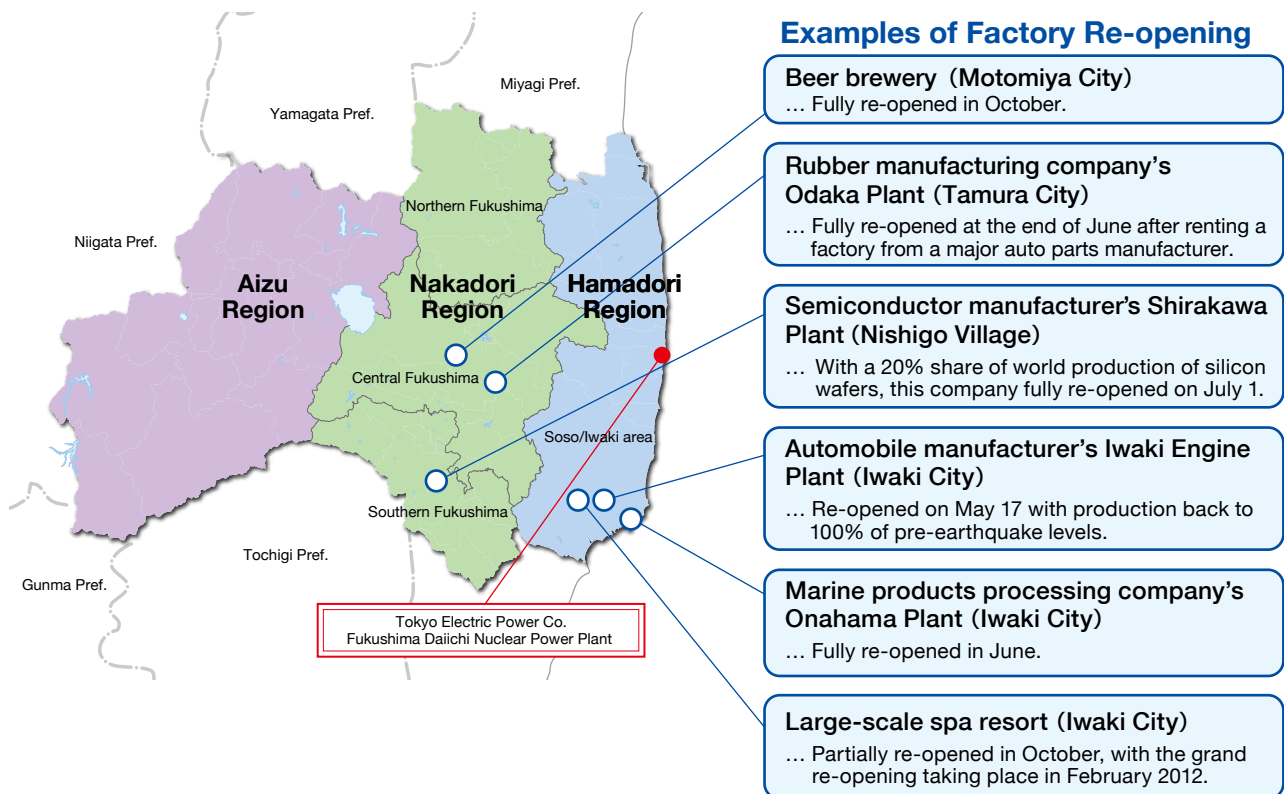 Examples of Factory Re-opening
Beer brewery (Motomiya City)
… Fully re-opened in October.
Rubber manufacturing company's
Odaka Plant (Tamura City)
… Fully re-opened at the end of June after renting a
factory from a major auto parts manufacturer.
Semiconductor manufacturer's Shirakawa
Plant (Nishigo Village)
… With a 20% share of world production of silicon
wafers, this company fully re-opened on July 1.
Automobile manufacturer's Iwaki Engine
Plant (Iwaki City)
… Re-opened on May 17 with production back to
100% of pre-earthquake levels.
Marine products processing company's
Onahama Plant (Iwaki City)
… Fully re-opened in June.
Large-scale spa resort (Iwaki City)
… Partially re-opened in October, with the grand
re-opening taking place in February 2012.
Miyagi Pref.
Yamagata Pref.
Niigata Pref.
Northern Fukushima
Aizu
Region
Nakadori
Region
Hamadori
Region
Central Fukushima
Soso/Iwaki area
Southern Fukushima
Tochigi Pref.
Gunma Pref.
Tokyo Electric Power Co.
Fukushima Daiichi Nuclear Power Plant